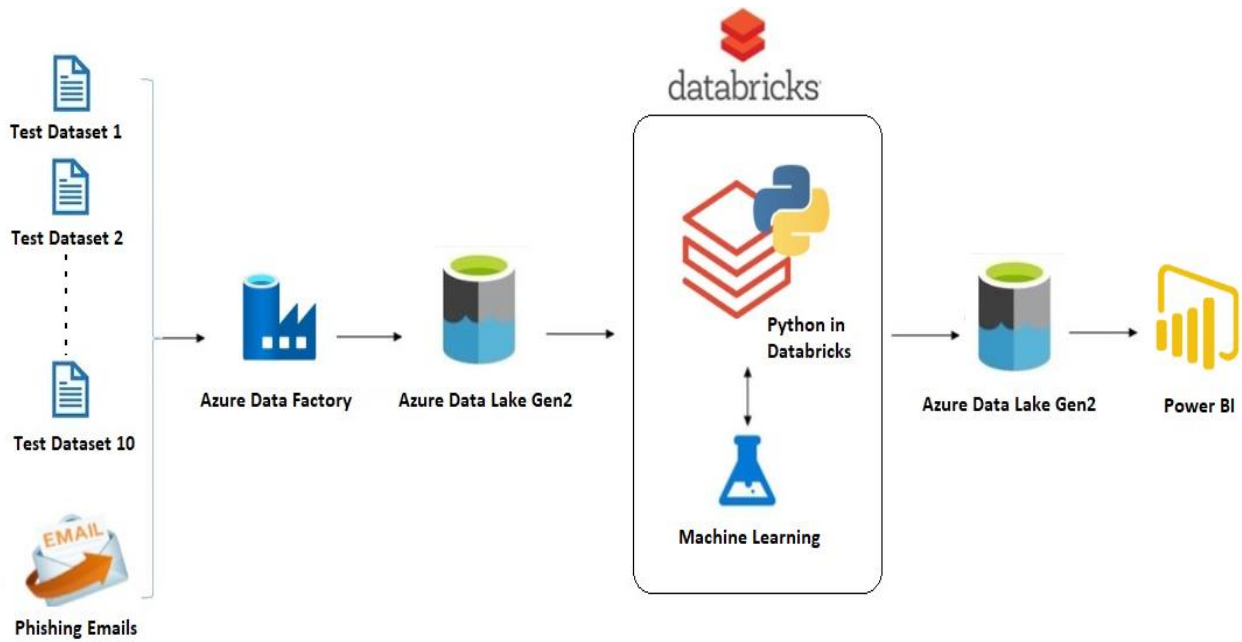 databricks
Test Dataset 1
Test Dataset 2
Test Dataset 10
EMAIL
Phishing Emails
Azure Data Factory
Azure Data Lake Gen2
Python in
Databricks
Machine Learning
Azure Data Lake Gen2
Power BI